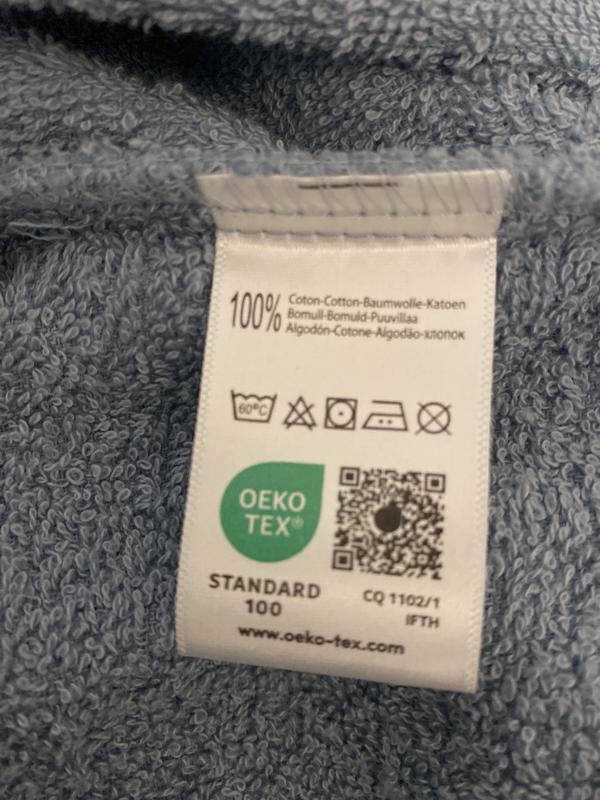 100% Coton-Cotton-Baumwolle-Katoen
Bomull-Bomuld-Puuvillaa
Algodón-Cotone-Algodão-хлопок
60°C
OEKO
TEX®
STANDARD
100
CQ 1102/1
IFTH
www.oeko-tex.com